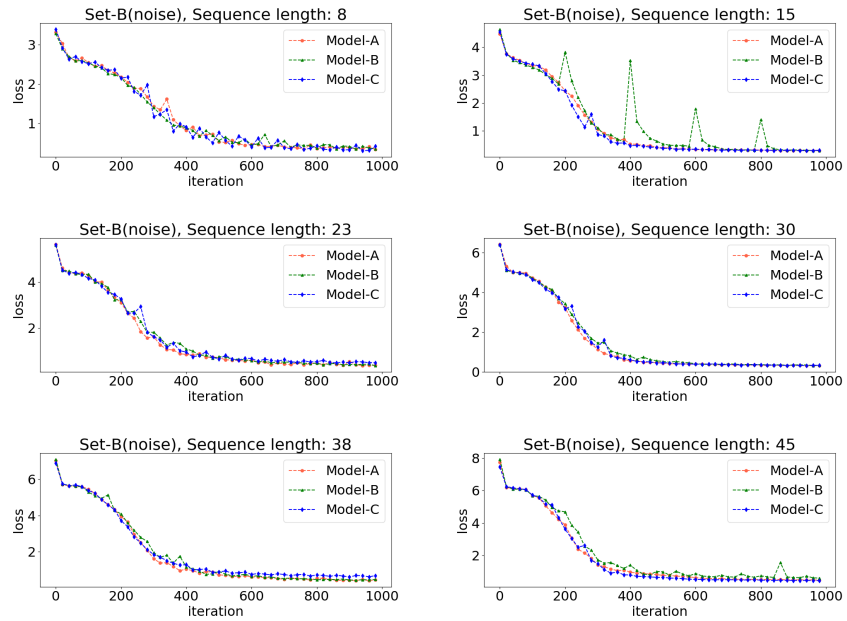 Set-B(noise), Sequence length: 8
3
2
1
loss
Model-A
Model-B
Model-C
0 200 400 600 800 1000
iteration
Set-B(noise), Sequence length: 15
4
3
2
1
loss
Model-A
Model-B
Model-C
0 200 400 600 800 1000
iteration
Set-B(noise), Sequence length: 23
4
2
loss
Model-A
Model-B
Model-C
0 200 400 600 800 1000
iteration
Set-B(noise), Sequence length: 30
6
4
2
0
loss
Model-A
Model-B
Model-C
0 200 400 600 800 1000
iteration
Set-B(noise), Sequence length: 38
6
4
2
loss
Model-A
Model-B
Model-C
0 200 400 600 800 1000
iteration
Set-B(noise), Sequence length: 45
8
6
4
2
loss
Model-A
Model-B
Model-C
0 200 400 600 800 1000
iteration